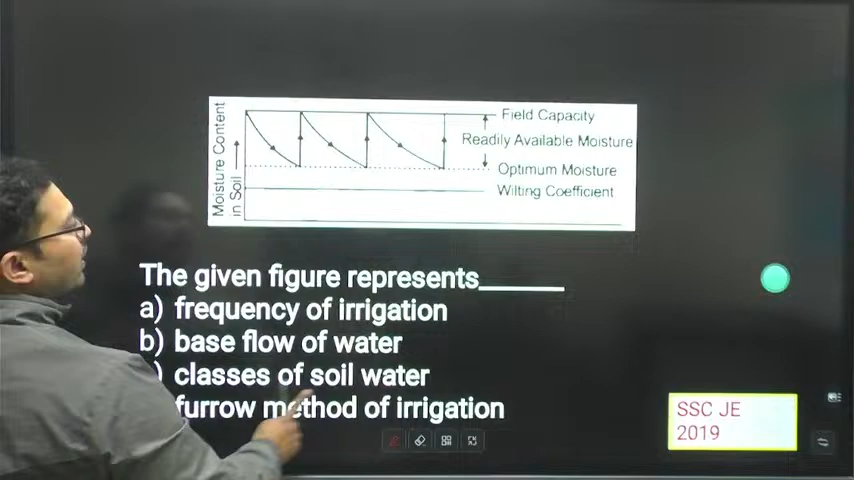 Moisture Content
in Soil
Field Capacity
Readily Available Moisture
Optimum Moisture
Wilting Coefficient
The given figure represents______
a) frequency of irrigation
b) base flow of water
) classes of soil water
furrow method of irrigation
SSC JE
2019